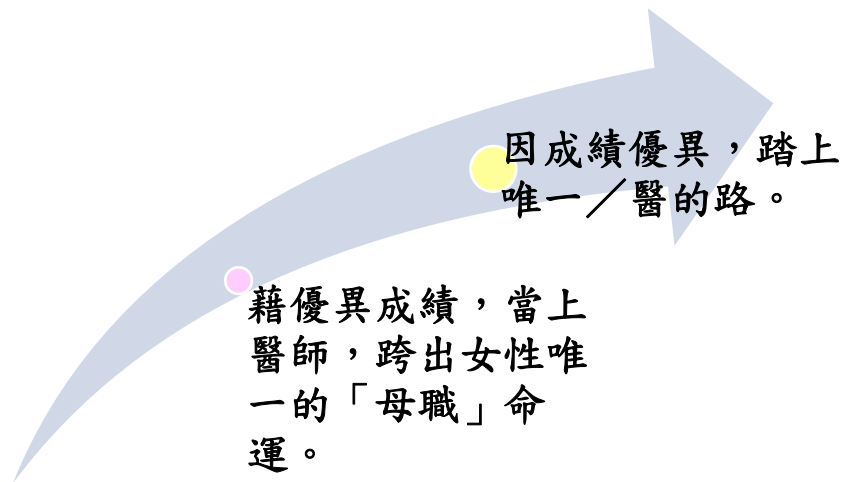 因成績優異，踏上
唯一／醫的路。
藉優異成績，當上
醫師，跨出女性唯
一的「母職」命
運。